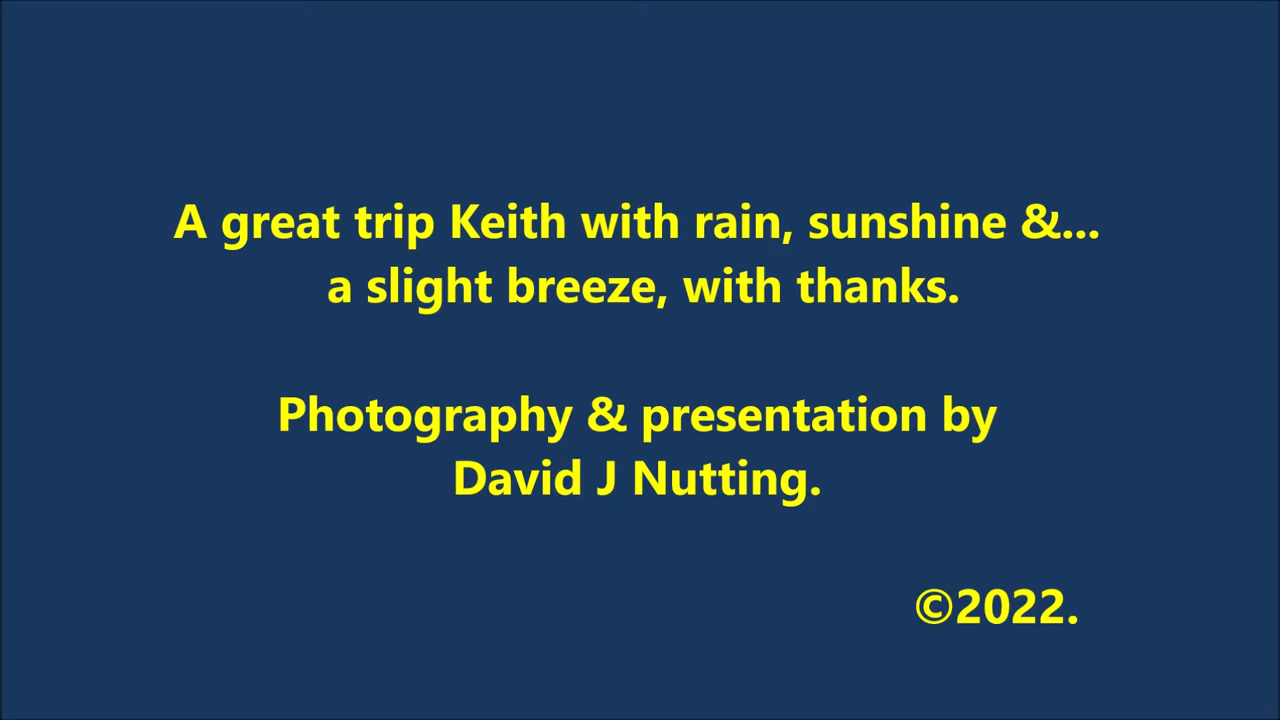 A great trip Keith with rain, sunshine &...
a slight breeze, with thanks.
Photography & presentation by
David J Nutting.
©2022.